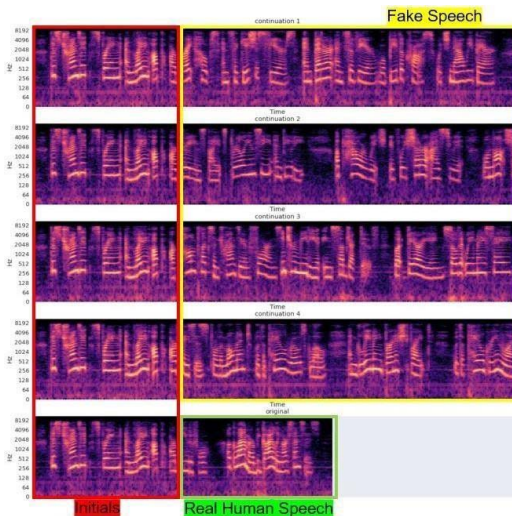 Fake Speech
continuation 1
8192
4096
2048
1024
512
256
128
64
0
Hz
Time
continuation 2
8192
4096
2048
1024
512
256
128
64
0
Hz
Time
continuation 3
8192
4096
2048
1024
512
256
128
64
0
Hz
Time
continuation 4
8192
4096
2048
1024
512
256
128
64
0
Hz
Time
original
8192
4096
2048
1024
512
256
128
64
0
Hz
Initials
Real Human Speech